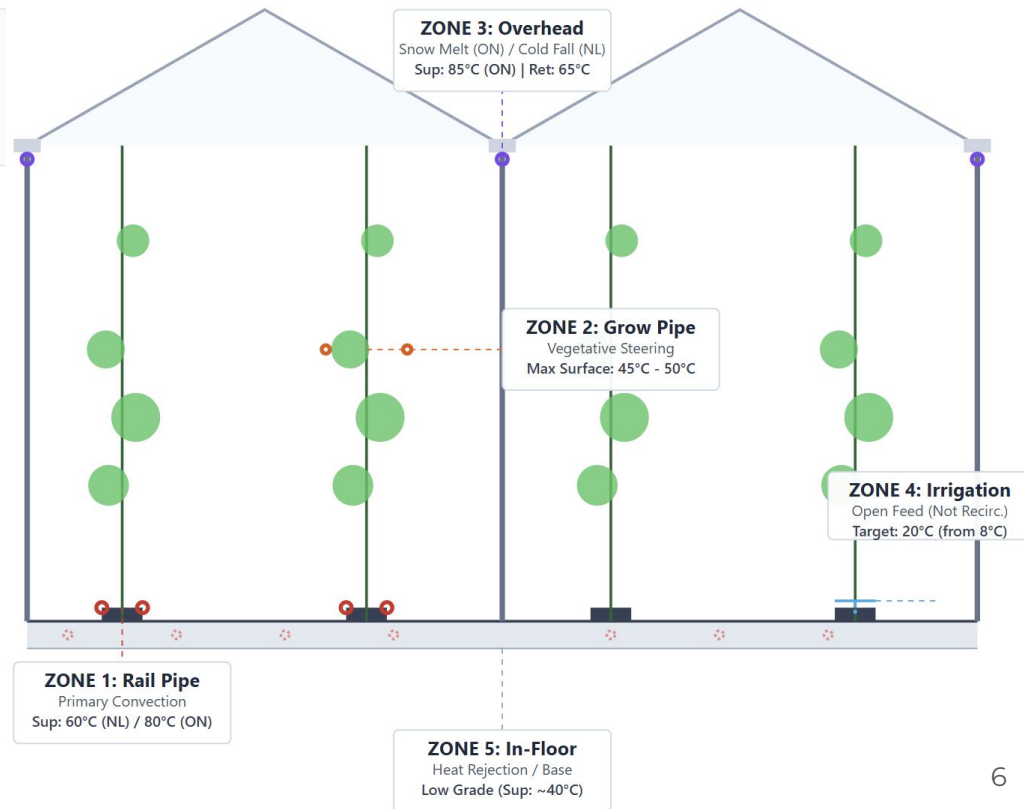 ZONE 3: Overhead
Snow Melt (ON) / Cold Fall (NL)
Sup: 85°C (ON) | Ret: 65°C
ZONE 2: Grow Pipe
Vegetative Steering
Max Surface: 45°C - 50°C
ZONE 4: Irrigation
Open Feed (Not Recirc.)
Target: 20°C (from 8°C)
ZONE 1: Rail Pipe
Primary Convection
Sup: 60°C (NL) / 80°C (ON)
ZONE 5: In-Floor
Heat Rejection / Base
Low Grade (Sup: ~40°C)
6